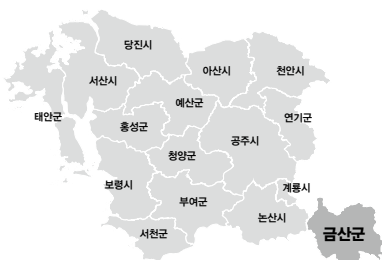 당진시
아산시
천안시
서산시
예산군
태안군
연기군
홍성군
공주시
청양군
보령시
계룡시
부여군
논산시
서천군
금산군